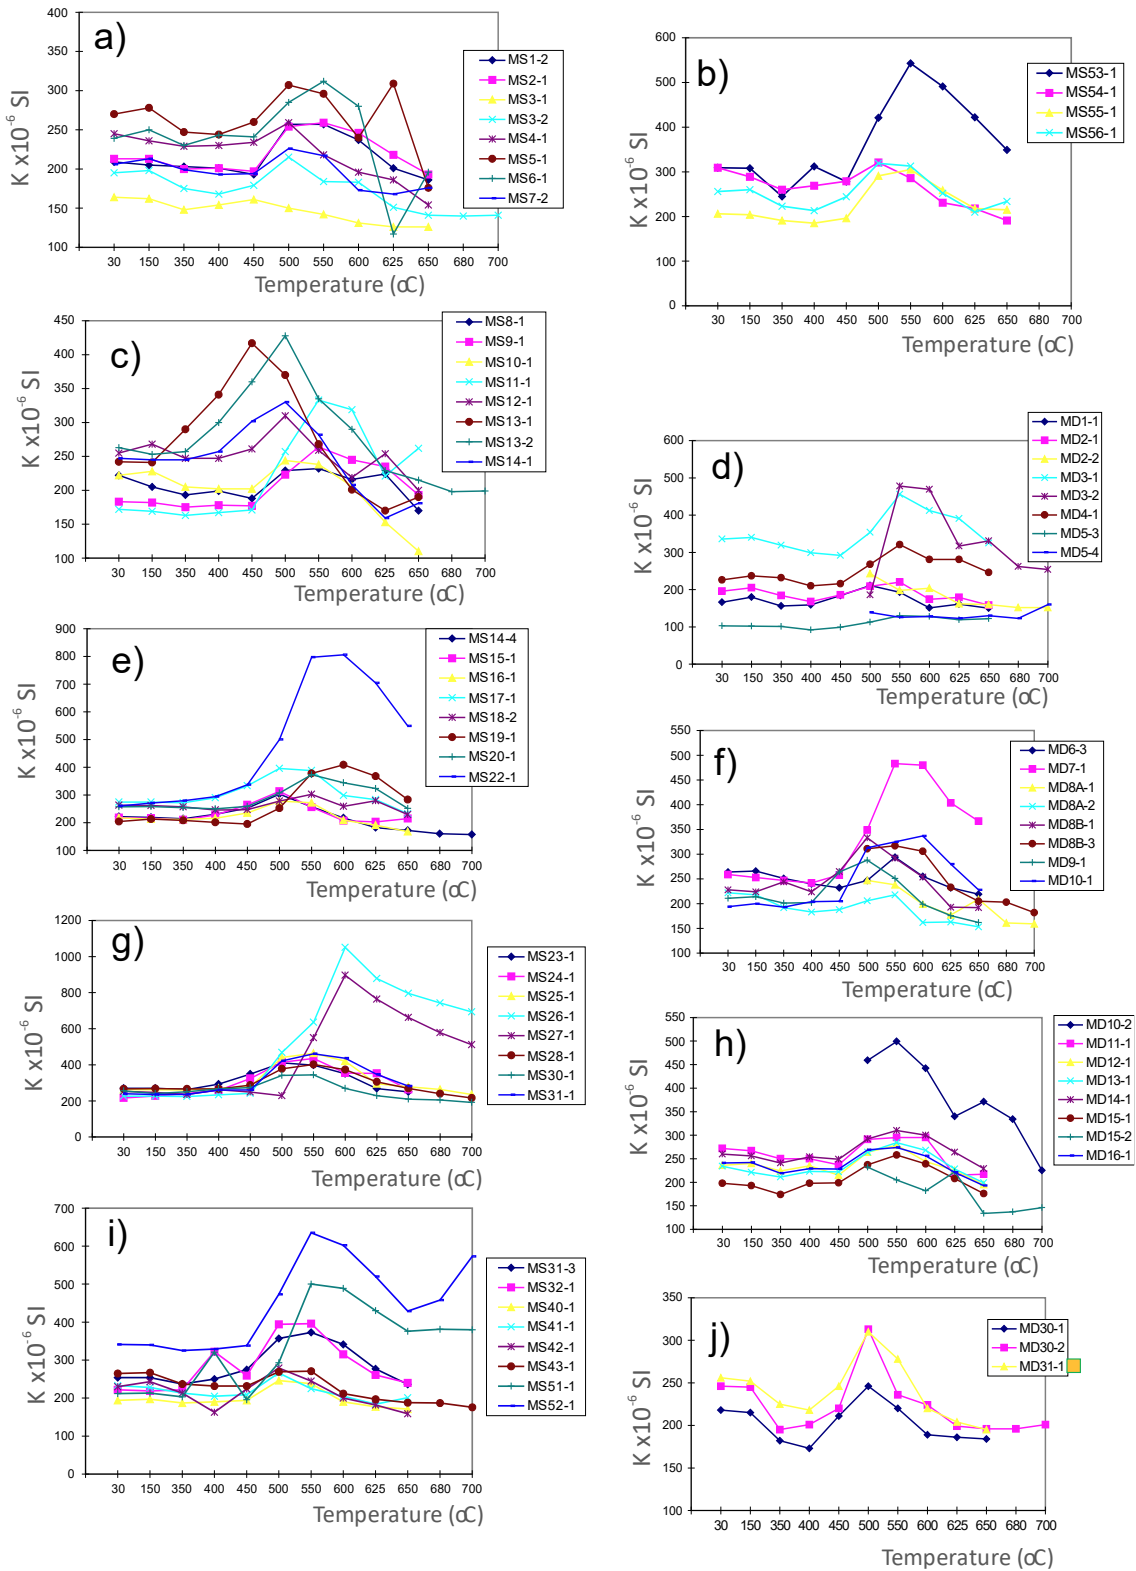 a)
K x10-6 SI
400
350
300
250
200
150
100
30 150 350 400 450 500 550 600 625 650 680 700
Temperature (oC)
MS1-2
MS2-1
MS3-1
MS3-2
MS4-1
MS5-1
MS6-1
MS7-2
b)
K x10-6 SI
600
500
400
300
200
100
0
30 150 350 400 450 500 550 600 625 650 680 700
Temperature (oC)
MS53-1
MS54-1
MS55-1
MS56-1
c)
K x10-6 SI
450
400
350
300
250
200
150
100
30 150 350 400 450 500 550 600 625 650 680 700
Temperature (oC)
MS8-1
MS9-1
MS10-1
MS11-1
MS12-1
MS13-1
MS13-2
MS14-1
d)
K x10-6 SI
600
500
400
300
200
100
0
30 150 350 400 450 500 550 600 625 650 680 700
Temperature (oC)
MD1-1
MD2-1
MD2-2
MD3-1
MD3-2
MD4-1
MD5-3
MD5-4
e)
K x10-6 SI
900
800
700
600
500
400
300
200
100
30 150 350 400 450 500 550 600 625 650 680 700
Temperature (oC)
MS14-4
MS15-1
MS16-1
MS17-1
MS18-2
MS19-1
MS20-1
MS22-1
f)
K x10-6 SI
550
500
450
400
350
300
250
200
150
100
30 150 350 400 450 500 550 600 625 650 680 700
Temperature (oC)
MD6-3
MD7-1
MD8A-1
MD8A-2
MD8B-1
MD8B-3
MD9-1
MD10-1
g)
K x10-6 SI
1200
1000
800
600
400
200
0
30 150 350 400 450 500 550 600 625 650 680 700
Temperature (oC)
MS23-1
MS24-1
MS25-1
MS26-1
MS27-1
MS28-1
MS30-1
MS31-1
h)
K x10-6 SI
550
500
450
400
350
300
250
200
150
100
30 150 350 400 450 500 550 600 625 650 680 700
Temperature (oC)
MD10-2
MD11-1
MD12-1
MD13-1
MD14-1
MD15-1
MD15-2
MD16-1
i)
K x10-6 SI
700
600
500
400
300
200
100
0
30 150 350 400 450 500 550 600 625 650 680 700
Temperature (oC)
MS31-3
MS32-1
MS40-1
MS41-1
MS42-1
MS43-1
MS51-1
MS52-1
j)
K x10-6 SI
350
300
250
200
150
100
30 150 350 400 450 500 550 600 625 650 680 700
Temperature (oC)
MD30-1
MD30-2
MD31-1